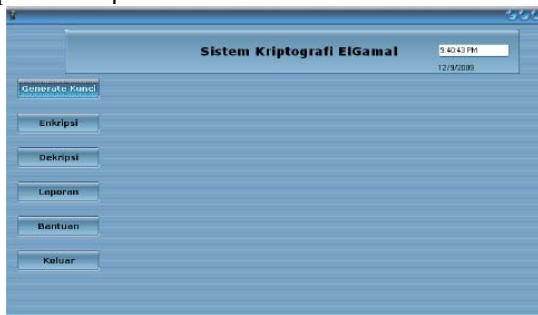 Sistem Kriptografi ElGamal
9:40:43 PM
12/9/2009
Generate Kunci
Enkripsi
Dekripsi
Laporan
Bantuan
Keluar